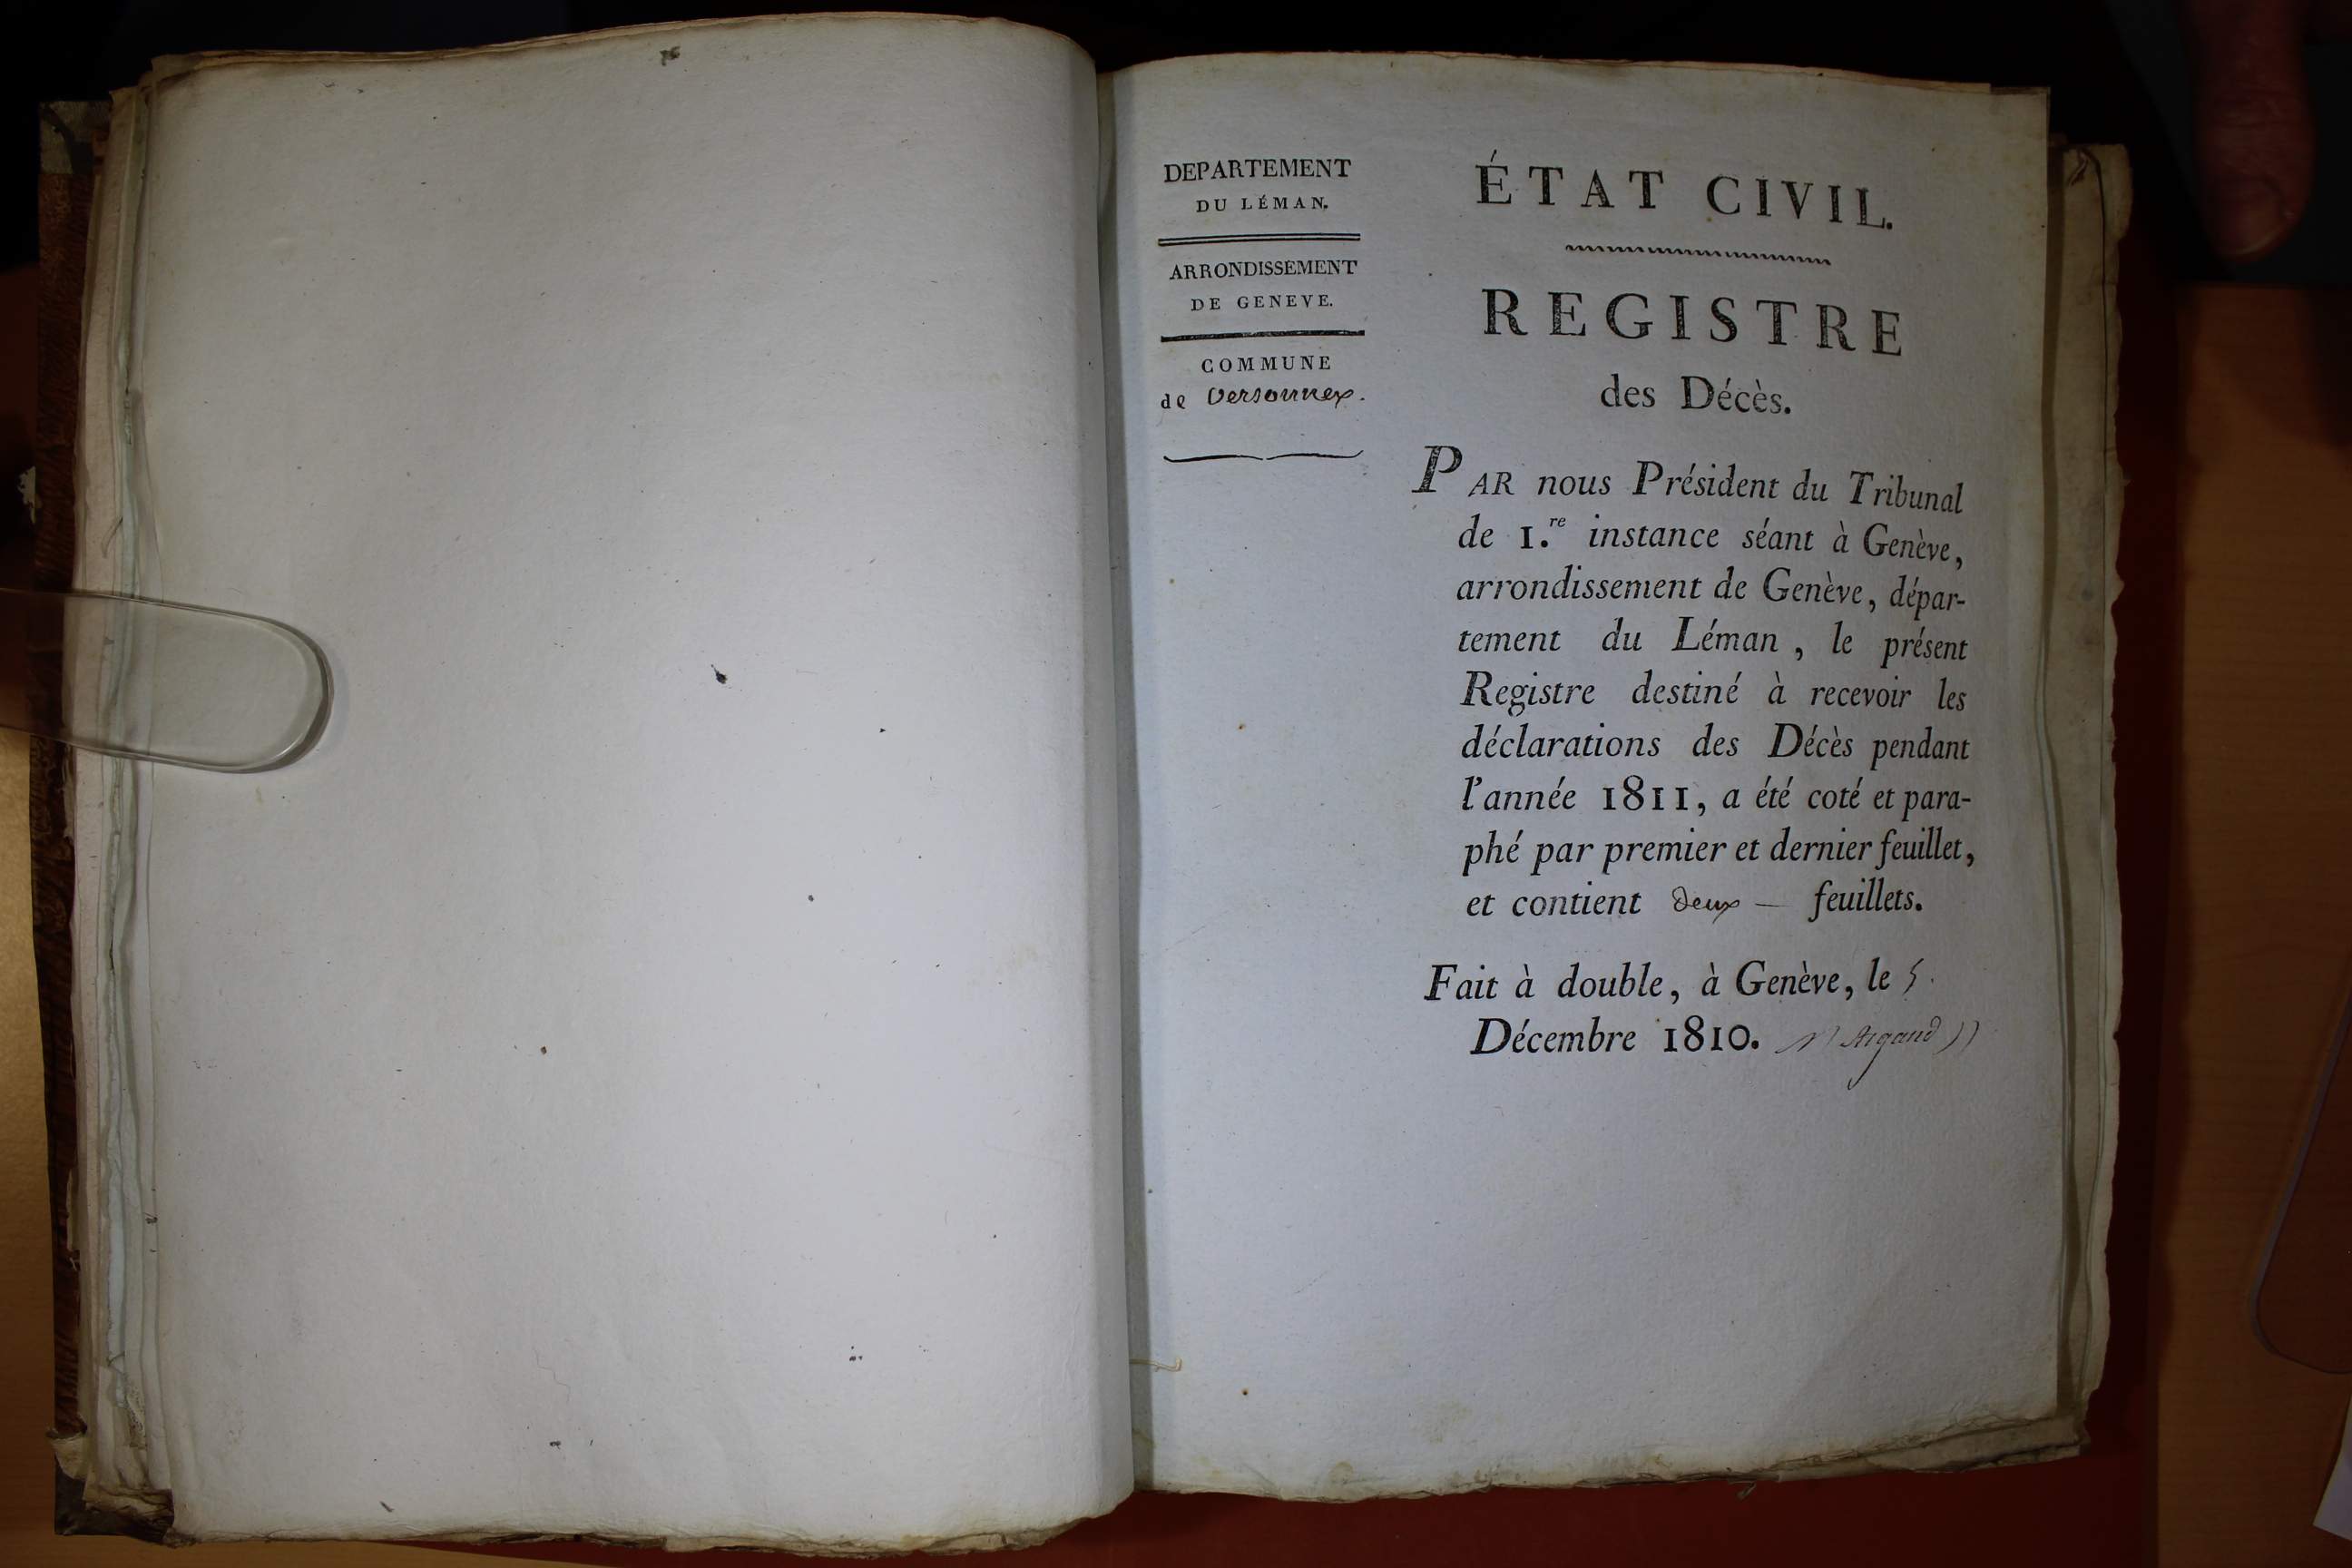 DEPARTEMENT
DU LÉMAN.
ARRONDISSEMENT
DE GENEVE.
COMMUNE
de Versonnex.
ÉTAT CIVIL.
REGISTRE
des Décès.
PAR nous Président du Tribunal
de 1.re instance séant à Genève,
arrondissement de Genève, dépar-
tement du Léman, le présent
Registre destiné à recevoir les
déclarations des Décès pendant
l'année 1811, a été coté et para-
phé par premier et dernier feuillet,
et contient deux — feuillets.
Fait à double, à Genève, le 5.
Décembre 1810. Argand